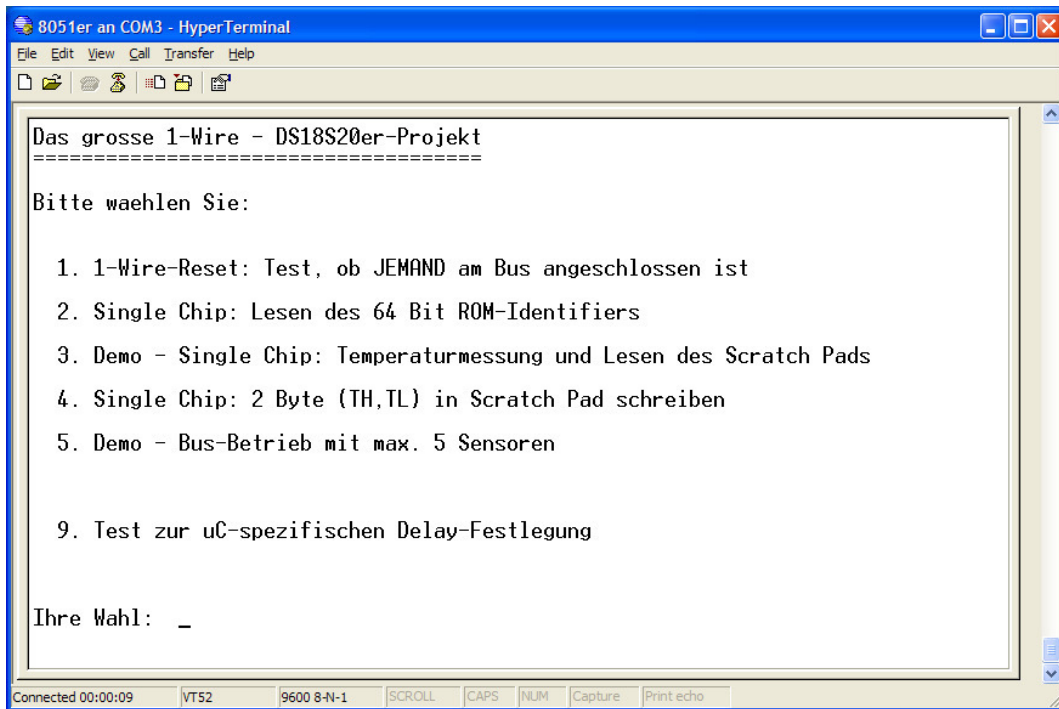 8051er an COM3 - HyperTerminal
File Edit View Call Transfer Help
Das grosse 1-Wire - DS18S20er-Projekt
=====================================
Bitte waehlen Sie:
1. 1-Wire-Reset: Test, ob JEMAND am Bus angeschlossen ist
2. Single Chip: Lesen des 64 Bit ROM-Identifiers
3. Demo - Single Chip: Temperaturmessung und Lesen des Scratch Pads
4. Single Chip: 2 Byte (TH,TL) in Scratch Pad schreiben
5. Demo - Bus-Betrieb mit max. 5 Sensoren
9. Test zur uC-spezifischen Delay-Festlegung
Ihre Wahl: _
Connected 00:00:09 VT52 9600 8-N-1 SCROLL CAPS NUM Capture Print echo